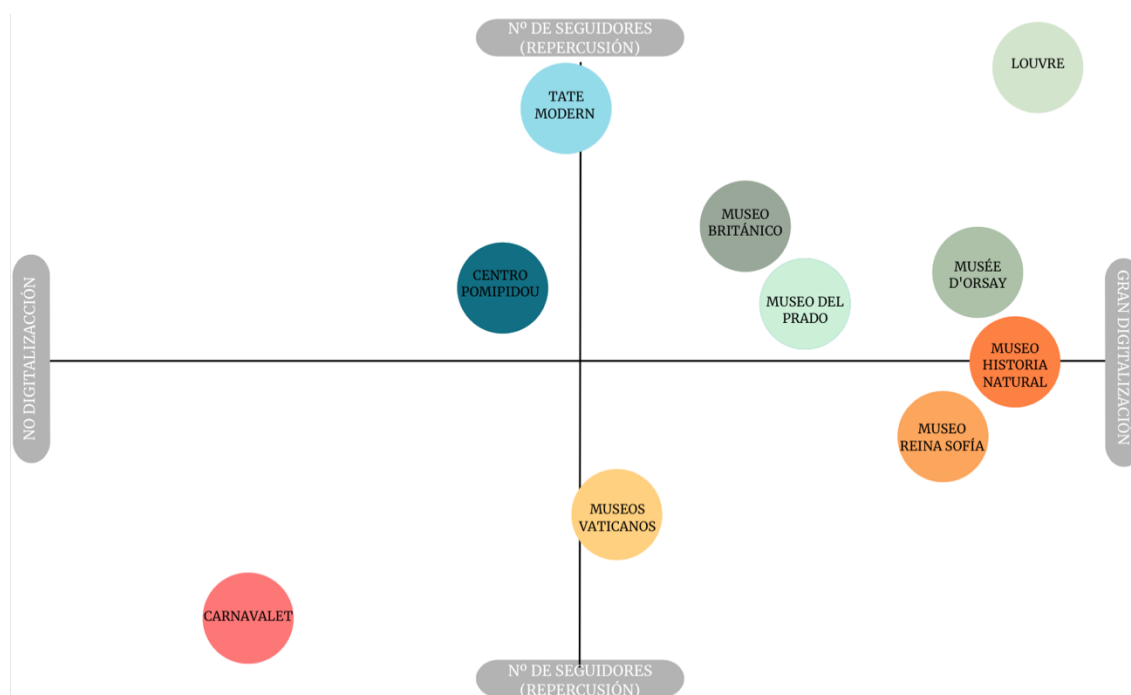 Nº DE SEGUIDORES
(REPERCUSIÓN)
LOUVRE
TATE
MODERN
MUSEO
BRITÁNICO
CENTRO
POMIPIDOU
MUSÉE
D'ORSAY
MUSEO DEL
PRADO
NO DIGITALIZACCIÓN
GRAN DIGITALIZACIÓN
MUSEO
HISTORIA
NATURAL
MUSEO
REINA SOFÍA
MUSEOS
VATICANOS
CARNAVALET
Nº DE SEGUIDORES
(REPERCUSIÓN)